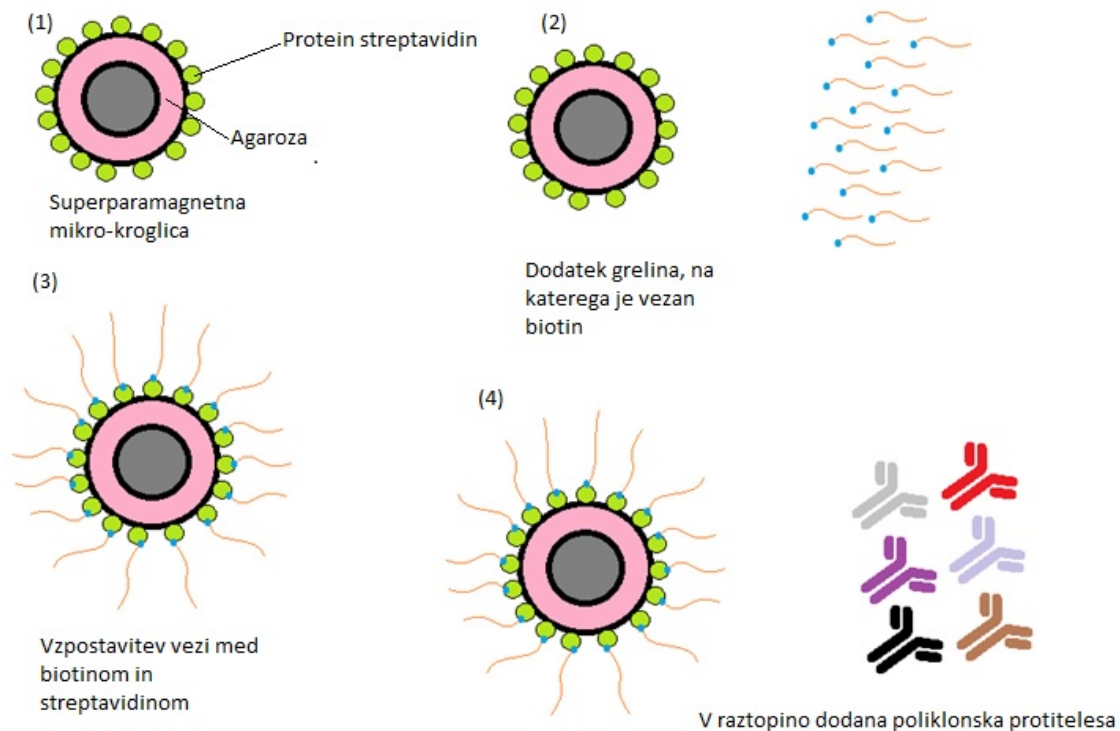 (1)
Protein streptavidin
Agaroza
Superparamagnetna
mikro-kroglica
(2)
Dodatek grelina, na
katerega je vezan
biotin
(3)
Vzpostavitev vezi med
biotinom in
streptavidinom
(4)
V raztopino dodana poliklonska protitelesa